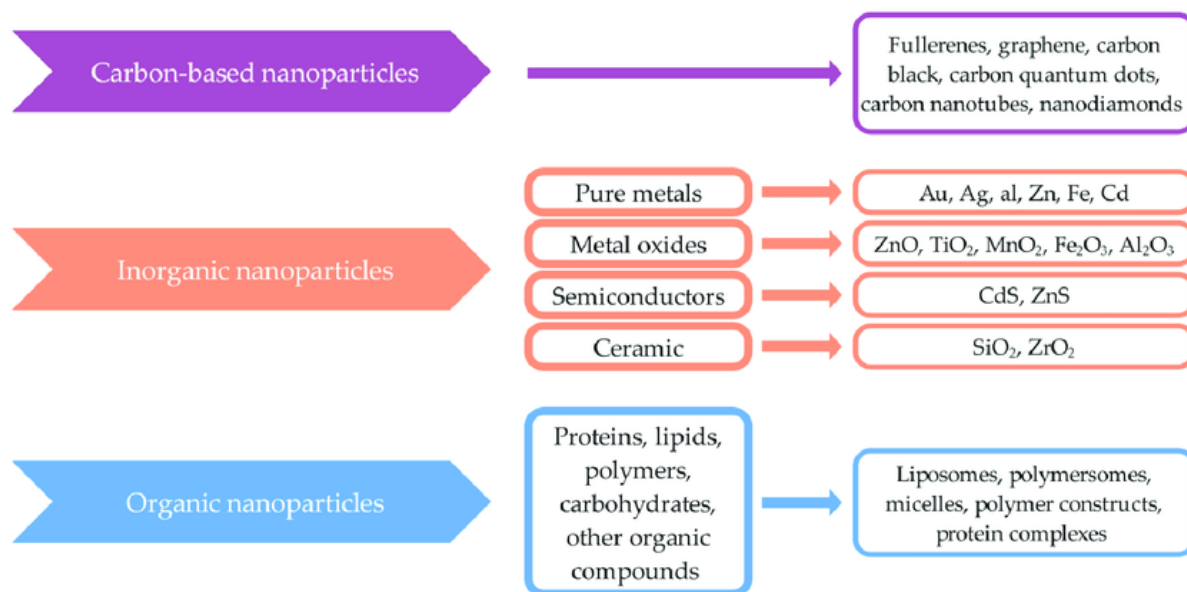 Carbon-based nanoparticles
Fullerenes, graphene, carbon
black, carbon quantum dots,
carbon nanotubes, nanodiamonds
Inorganic nanoparticles
Pure metals
Au, Ag, al, Zn, Fe, Cd
Metal oxides
ZnO, TiO₂, MnO₂, Fe₂O₃, Al₂O₃
Semiconductors
CdS, ZnS
Ceramic
SiO₂, ZrO₂
Organic nanoparticles
Proteins, lipids,
polymers,
carbohydrates,
other organic
compounds
Liposomes, polymersomes,
micelles, polymer constructs,
protein complexes